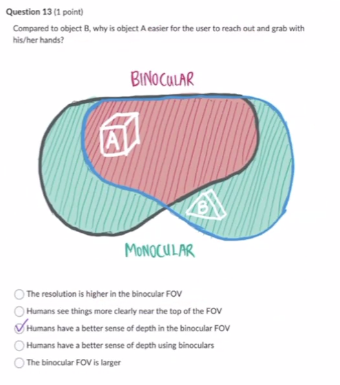 Question 13 (1 point)
Compared to object B, why is object A easier for the user to reach out and grab with
his/her hands?
BINOCULAR
A
B
MONOCULAR
The resolution is higher in the binocular FOV
Humans see things more clearly near the top of the FOV
Humans have a better sense of depth in the binocular FOV
Humans have a better sense of depth using binoculars
The binocular FOV is larger